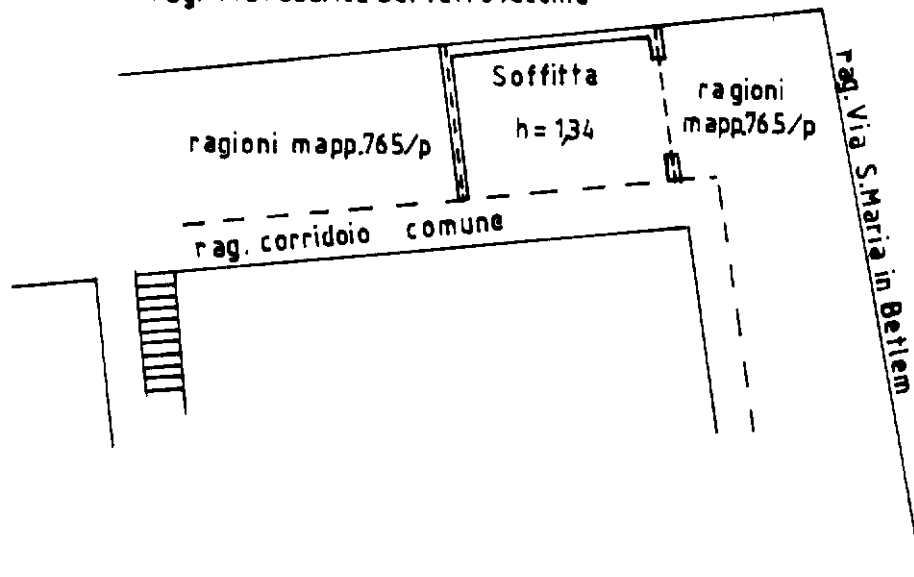 Soffitta
h = 1,34
ragioni mapp.765/p
ragioni
mapp.765/p
rag. corridoio comune
rag. Via S.Maria in Betlem